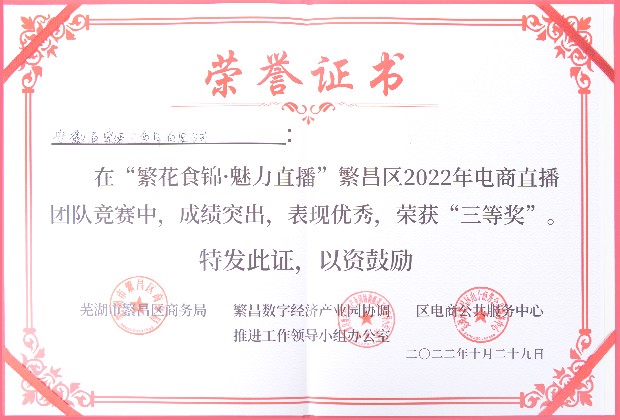 荣誉证书
：
在“繁花食锦·魅力直播”繁昌区2022年电商直播
团队竞赛中，成绩突出，表现优秀，荣获“三等奖”。
特发此证，以资鼓励
芜湖市繁昌区商务局
繁昌数字经济产业园协调
推进工作领导小组办公室
区电商公共服务中心
二〇二二年十月二十九日